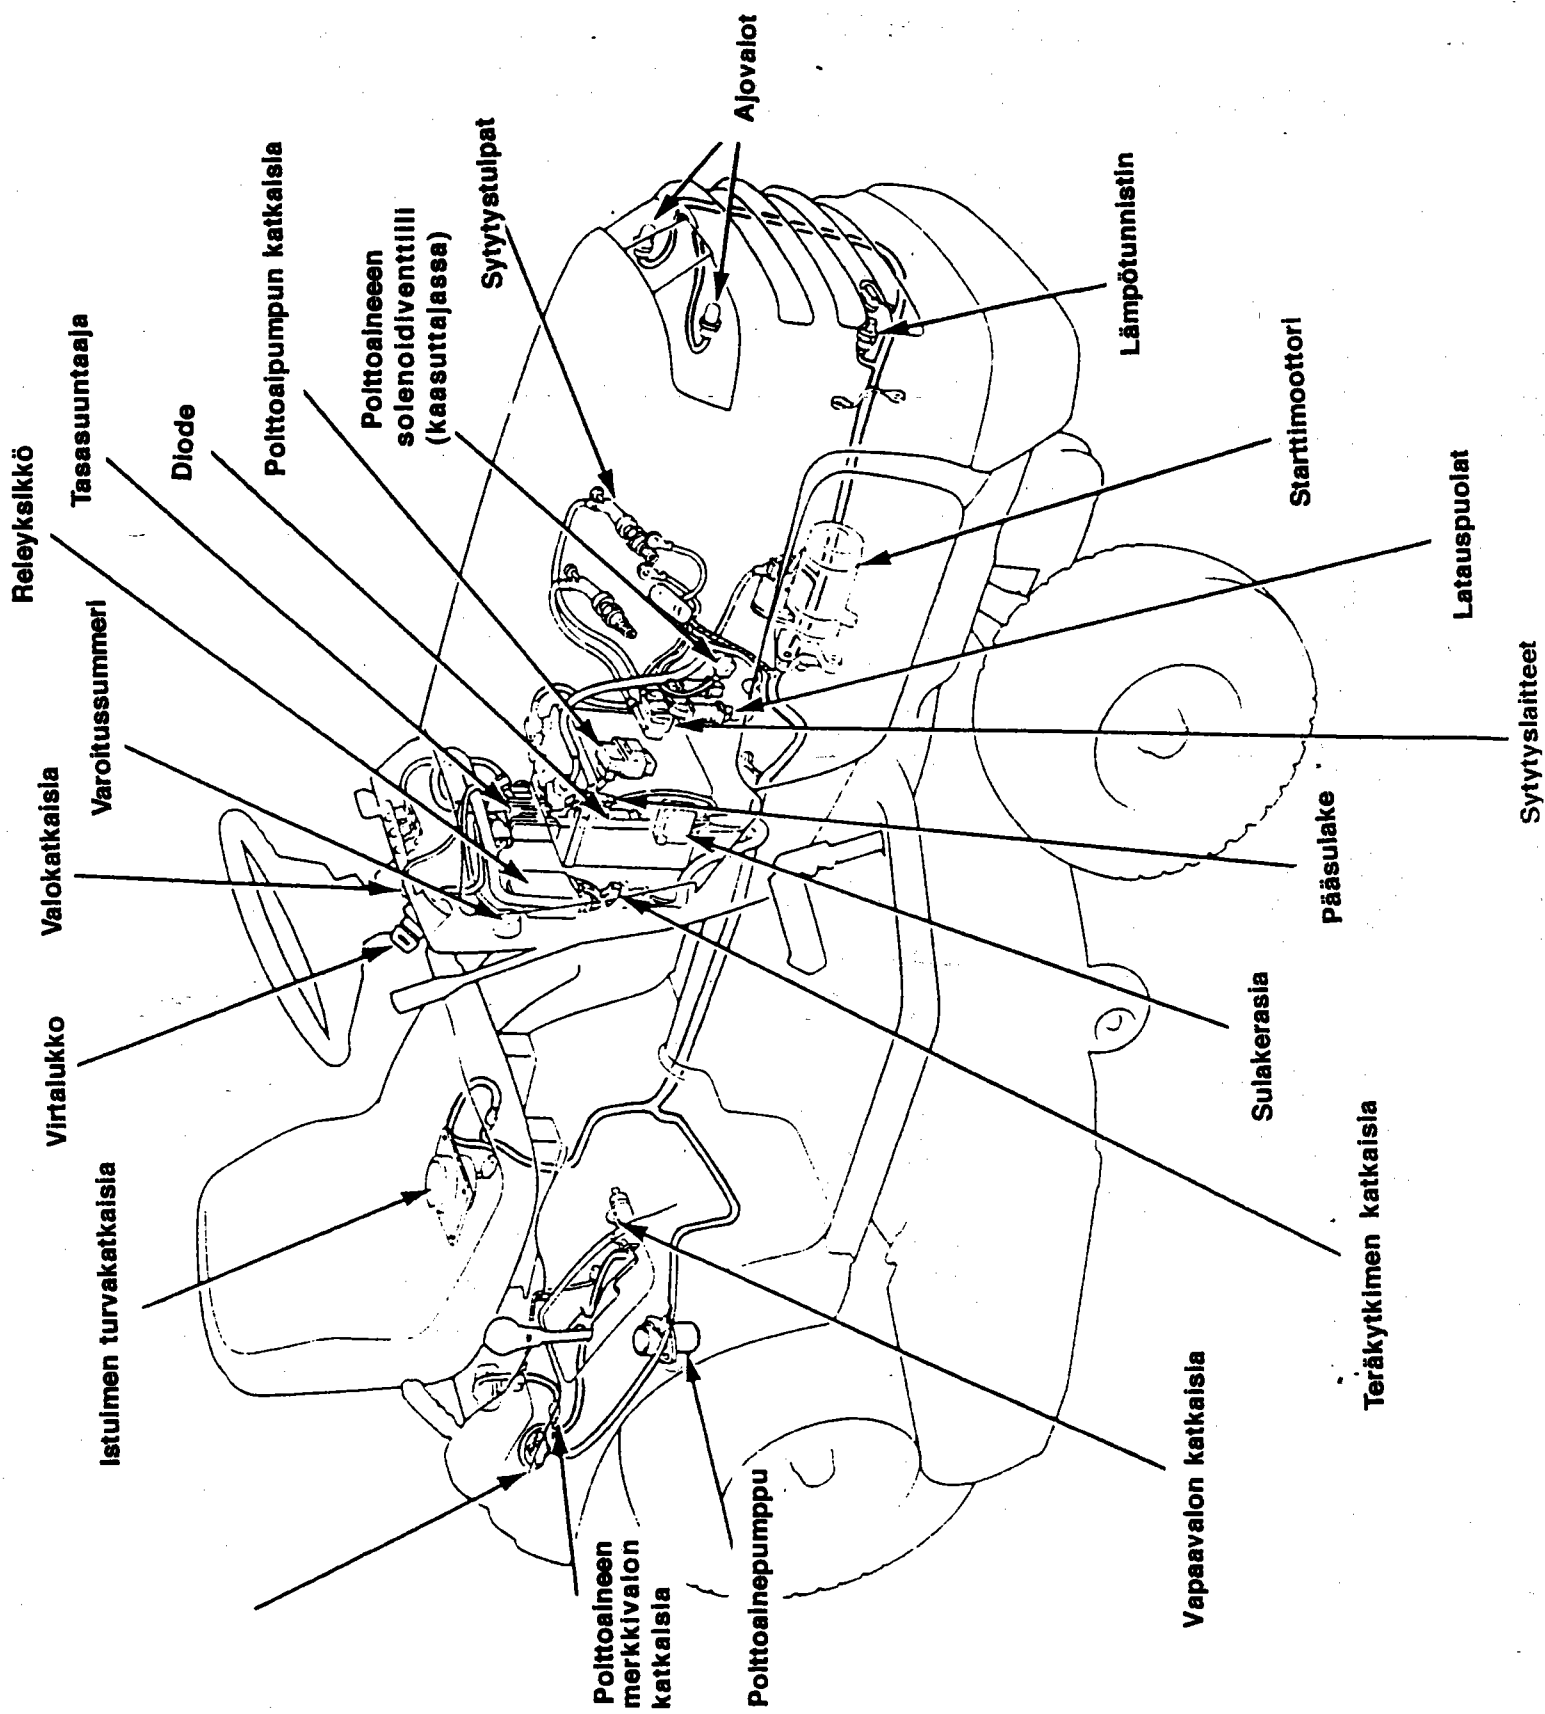 Releyksikkö
Tasasuuntaaja
Diode
Polttoaipumpun katkaisia
Polttoaineeen
solenoidiventtiili
(kaasuttajassa)
Sytytystulpat
Ajovalot
Varoitussummeri
Valokatkaisia
Virtalukko
Istuimen turvakatkaisia
Lämpötunnistin
Starttimoottori
Latauspuolat
Sytytyslaitteet
Pääsulake
Sulakerasia
Teräkytkimen katkaisia
Vapaavalon katkaisia
Polttoainepumppu
Polttoaineen
merkkivalon
katkaisia